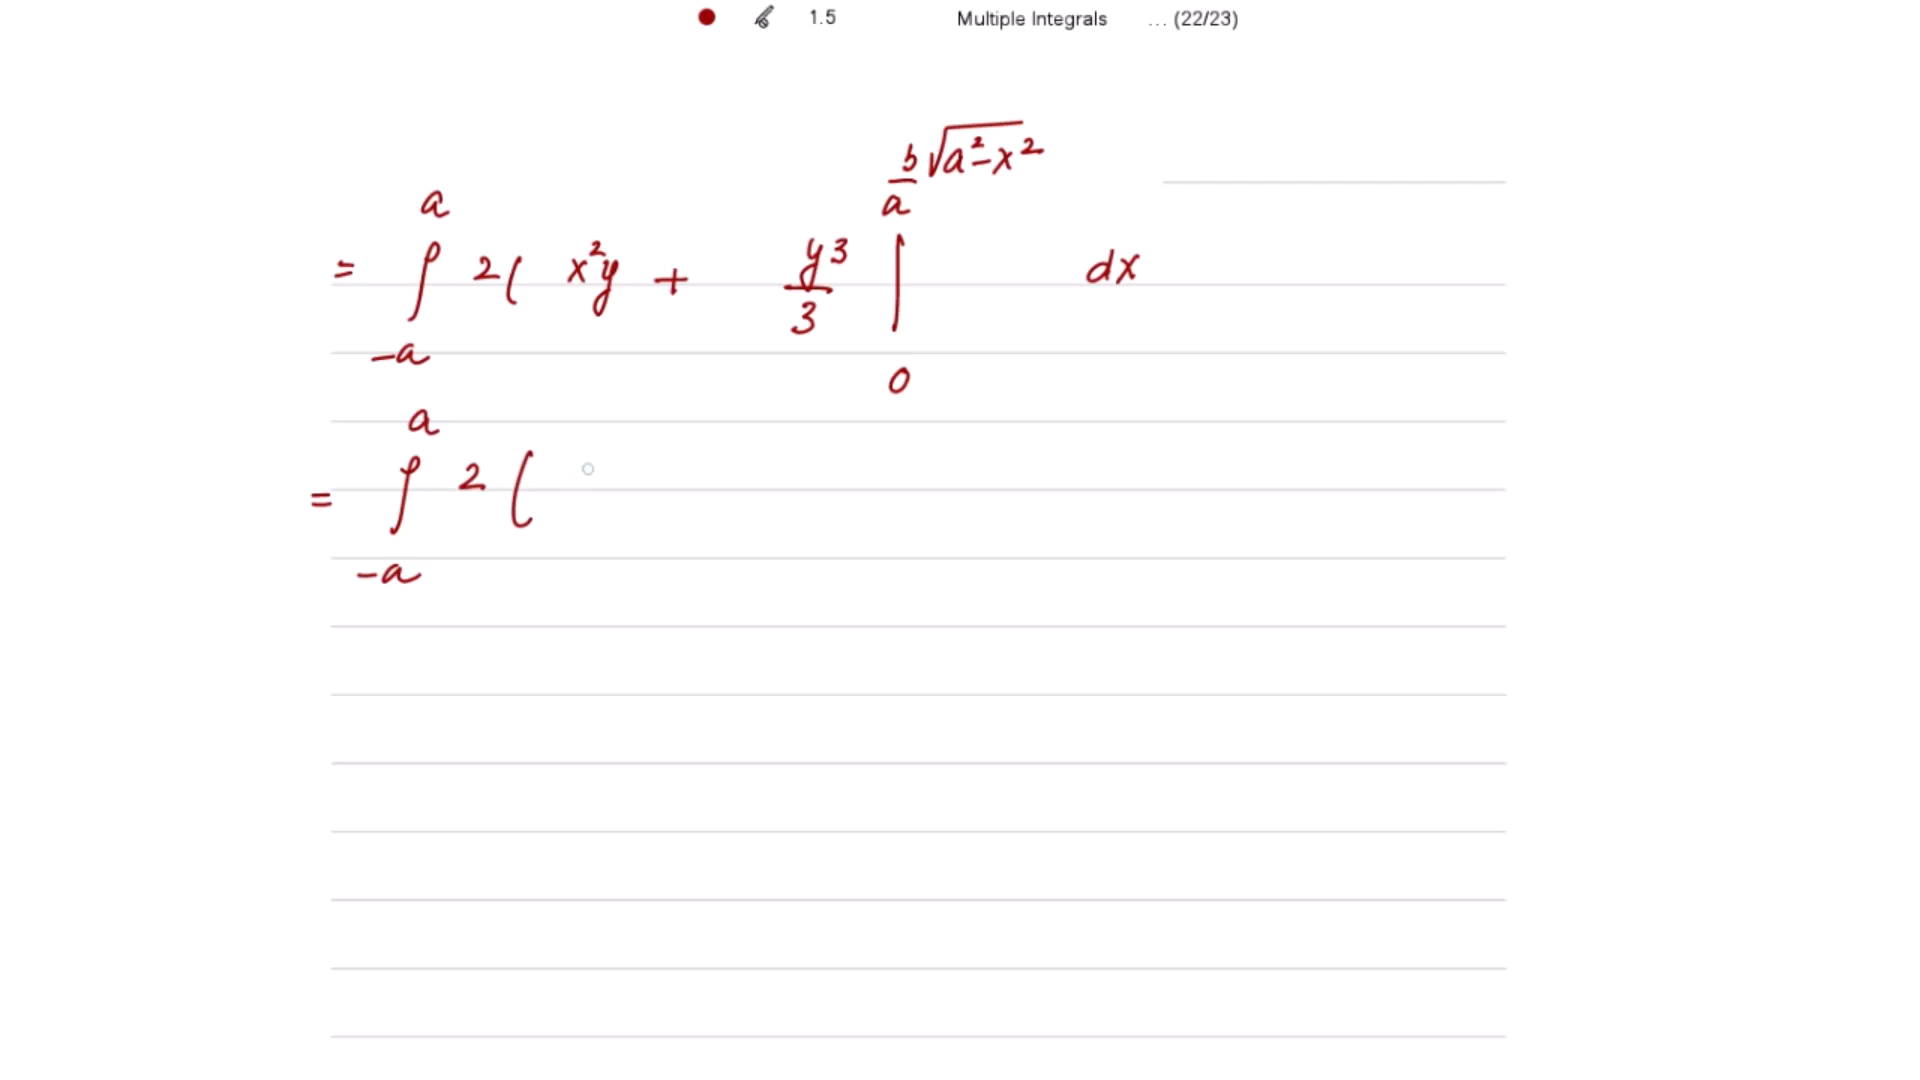 1.5 Multiple Integrals ... (22/23)
b/a √a²-x²
a
= ∫ 2( x²y + y³/3 | dx
-a
0
a
= ∫ 2 (
-a